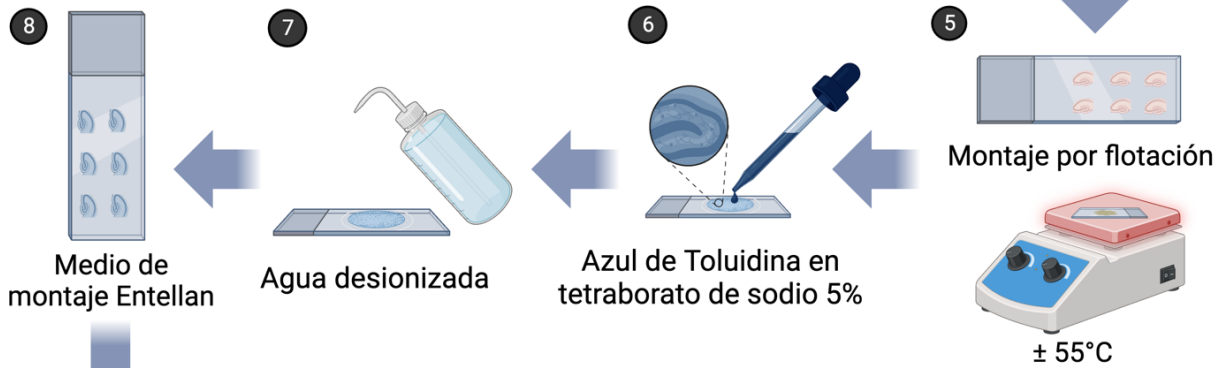 8
7
6
5
Montaje por flotación
Medio de
montaje Entellan
Agua desionizada
Azul de Toluidina en
tetraborato de sodio 5%
± 55°C